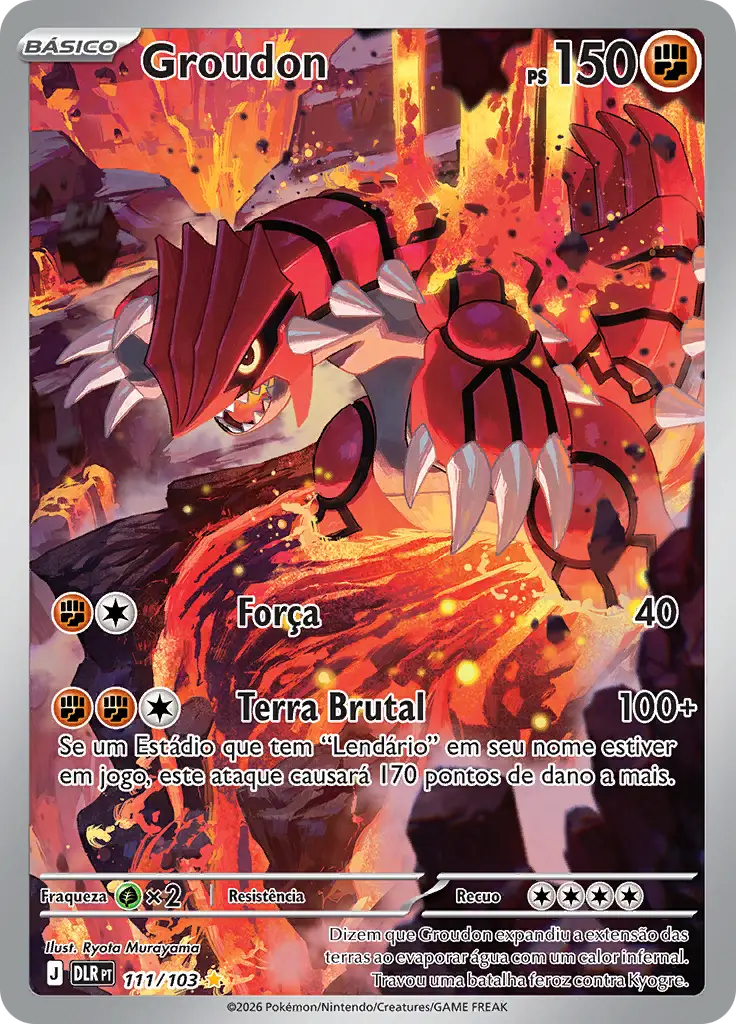 BÁSICO
Groudon
PS 150
Força 40
Terra Brutal 100+
Se um Estádio que tem “Lendário” em seu nome estiver
em jogo, este ataque causará 170 pontos de dano a mais.
Fraqueza ×2 Resistência Recuo
Ilust. Ryota Murayama
J DLR PT 111/103
Dizem que Groudon expandiu a extensão das
terras ao evaporar água com um calor infernal.
Travou uma batalha feroz contra Kyogre.
©2026 Pokémon/Nintendo/Creatures/GAME FREAK